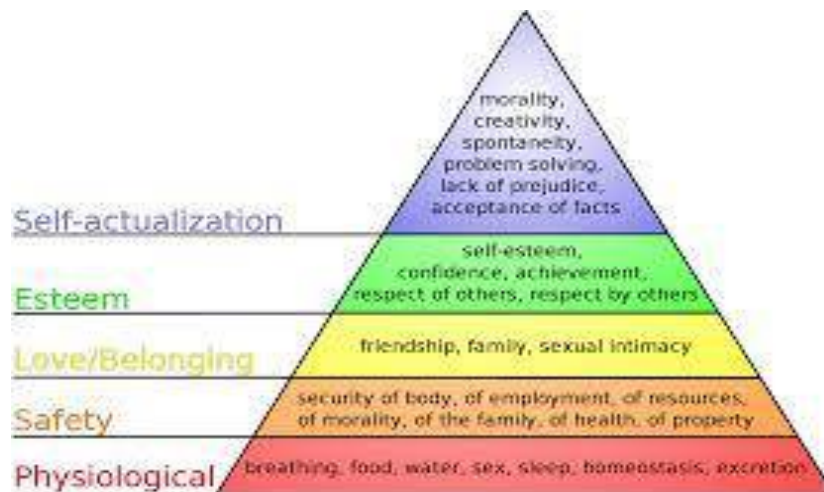 morality,
creativity,
spontaneity,
problem solving,
lack of prejudice,
acceptance of facts
Self-actualization
self-esteem,
confidence, achievement,
respect of others, respect by others
Esteem
friendship, family, sexual intimacy
Love/Belonging
security of body, of employment, of resources,
of morality, of the family, of health, of property
Safety
breathing, food, water, sex, sleep, homeostasis, excretion
Physiological